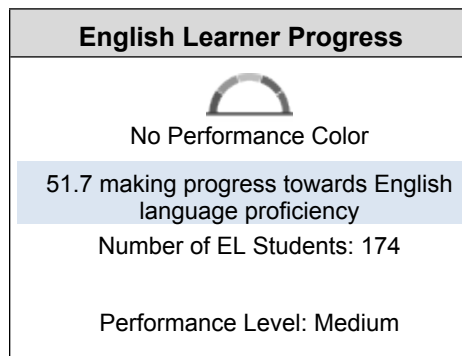 English Learner Progress
No Performance Color
51.7 making progress towards English
language proficiency
Number of EL Students: 174
Performance Level: Medium